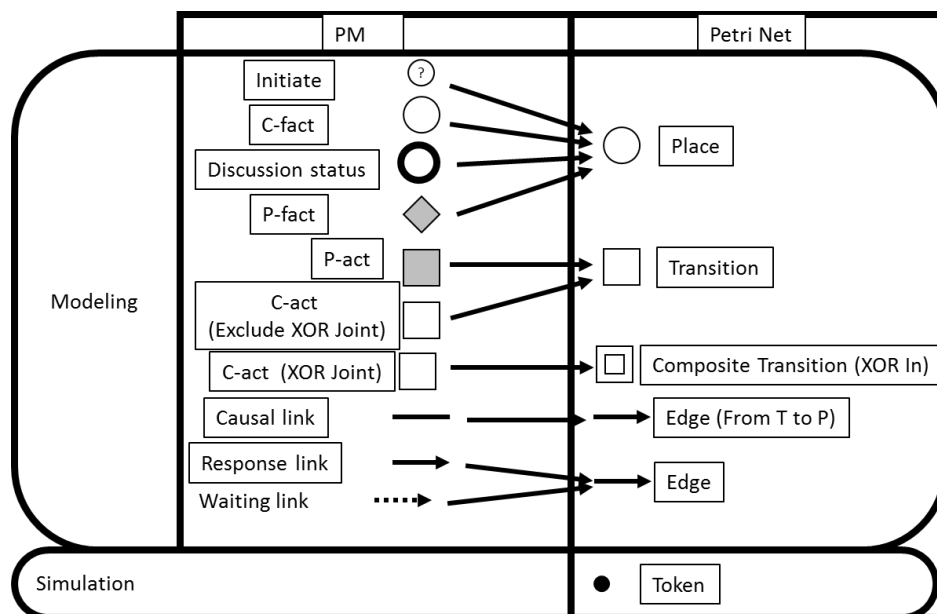 PM
Petri Net
Initiate
?
C-fact
Discussion status
Place
P-fact
P-act
Transition
Modeling
C-act
(Exclude XOR Joint)
C-act (XOR Joint)
Composite Transition (XOR In)
Causal link
Edge (From T to P)
Response link
Edge
Waiting link
Simulation
Token